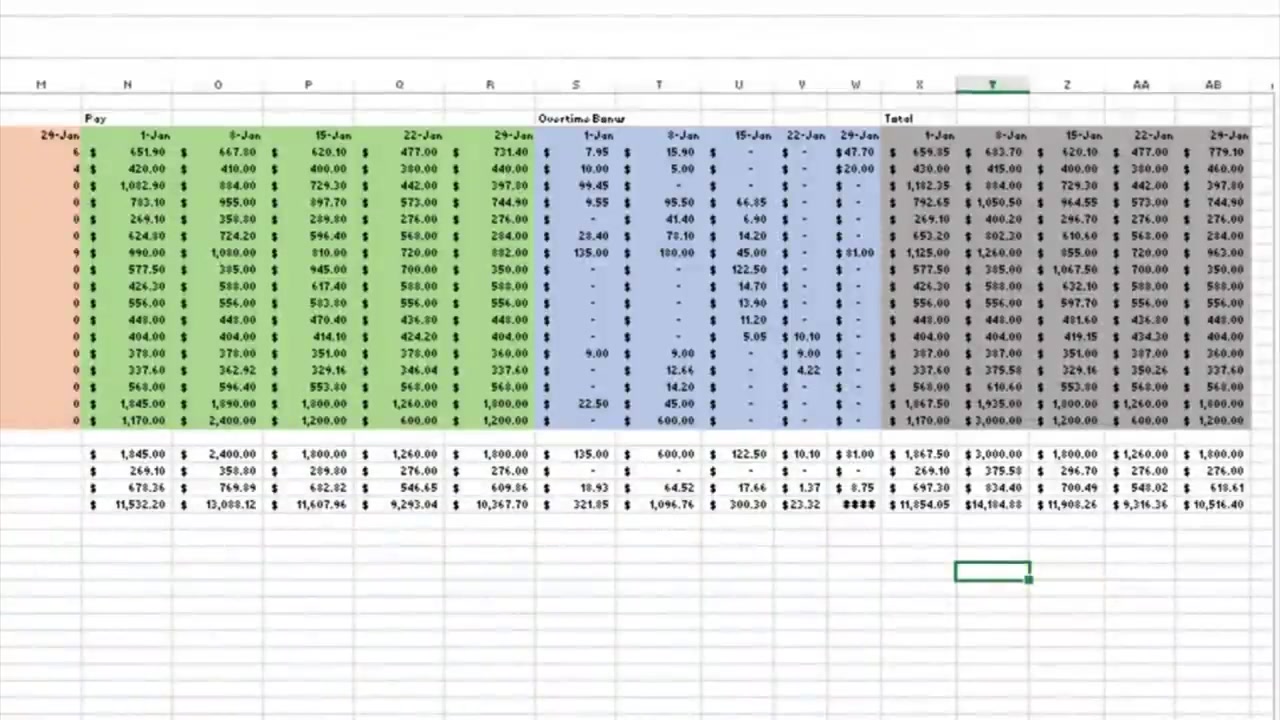 M N O P Q R S T U V W X Y Z AA AB
Pay Overtime Bonus Total
29-Jan 1-Jan 8-Jan 15-Jan 22-Jan 29-Jan 1-Jan 8-Jan 15-Jan 22-Jan 29-Jan 1-Jan 8-Jan 15-Jan 22-Jan 29-Jan
6 $ 651.90 $ 667.80 $ 620.10 $ 477.00 $ 731.40 $ 7.95 $ 15.90 $ - $ - $47.70 $ 659.85 $ 683.70 $ 620.10 $ 477.00 $ 779.10
4 $ 420.00 $ 410.00 $ 400.00 $ 380.00 $ 440.00 $ 10.00 $ 5.00 $ - $ - $20.00 $ 430.00 $ 415.00 $ 400.00 $ 380.00 $ 460.00
0 $ 1,082.90 $ 884.00 $ 729.30 $ 442.00 $ 397.80 $ 99.45 $ - $ - $ - $ - $ 1,182.35 $ 884.00 $ 729.30 $ 442.00 $ 397.80
0 $ 783.10 $ 955.00 $ 897.70 $ 573.00 $ 744.90 $ 9.55 $ 95.50 $ 66.85 $ - $ - $ 792.65 $ 1,050.50 $ 964.55 $ 573.00 $ 744.90
0 $ 269.10 $ 358.80 $ 289.80 $ 276.00 $ 276.00 $ - $ 41.40 $ 6.90 $ - $ - $ 269.10 $ 400.20 $ 296.70 $ 276.00 $ 276.00
0 $ 624.80 $ 724.20 $ 596.40 $ 568.00 $ 284.00 $ 28.40 $ 78.10 $ 14.20 $ - $ - $ 653.20 $ 802.30 $ 610.60 $ 568.00 $ 284.00
9 $ 990.00 $ 1,080.00 $ 810.00 $ 720.00 $ 882.00 $ 135.00 $ 180.00 $ 45.00 $ - $ 81.00 $ 1,125.00 $ 1,260.00 $ 855.00 $ 720.00 $ 963.00
0 $ 577.50 $ 385.00 $ 945.00 $ 700.00 $ 350.00 $ - $ - $ 122.50 $ - $ - $ 577.50 $ 385.00 $ 1,067.50 $ 700.00 $ 350.00
0 $ 426.30 $ 588.00 $ 617.40 $ 588.00 $ 588.00 $ - $ - $ 14.70 $ - $ - $ 426.30 $ 588.00 $ 632.10 $ 588.00 $ 588.00
0 $ 556.00 $ 556.00 $ 583.80 $ 556.00 $ 556.00 $ - $ - $ 13.90 $ - $ - $ 556.00 $ 556.00 $ 597.70 $ 556.00 $ 556.00
0 $ 448.00 $ 448.00 $ 470.40 $ 436.80 $ 448.00 $ - $ - $ 11.20 $ - $ - $ 448.00 $ 448.00 $ 481.60 $ 436.80 $ 448.00
0 $ 404.00 $ 404.00 $ 414.10 $ 424.20 $ 404.00 $ - $ - $ 5.05 $ 10.10 $ - $ 404.00 $ 404.00 $ 419.15 $ 434.30 $ 404.00
0 $ 378.00 $ 378.00 $ 351.00 $ 378.00 $ 360.00 $ 9.00 $ 9.00 $ - $ 9.00 $ - $ 387.00 $ 387.00 $ 351.00 $ 387.00 $ 360.00
0 $ 337.60 $ 362.92 $ 329.16 $ 346.04 $ 337.60 $ - $ 12.66 $ - $ 4.22 $ - $ 337.60 $ 375.58 $ 329.16 $ 350.26 $ 337.60
0 $ 568.00 $ 596.40 $ 553.80 $ 568.00 $ 568.00 $ - $ 14.20 $ - $ - $ - $ 568.00 $ 610.60 $ 553.80 $ 568.00 $ 568.00
0 $ 1,845.00 $ 1,890.00 $ 1,800.00 $ 1,260.00 $ 1,800.00 $ 22.50 $ 45.00 $ - $ - $ - $ 1,867.50 $ 1,935.00 $ 1,800.00 $ 1,260.00 $ 1,800.00
0 $ 1,170.00 $ 2,400.00 $ 1,200.00 $ 600.00 $ 1,200.00 $ - $ 600.00 $ - $ - $ - $ 1,170.00 $ 3,000.00 $ 1,200.00 $ 600.00 $ 1,200.00
$ 1,845.00 $ 2,400.00 $ 1,800.00 $ 1,260.00 $ 1,800.00 $ 135.00 $ 600.00 $ 122.50 $ 10.10 $ 81.00 $ 1,867.50 $ 3,000.00 $ 1,800.00 $ 1,260.00 $ 1,800.00
$ 269.10 $ 358.80 $ 289.80 $ 276.00 $ 276.00 $ - $ - $ - $ - $ - $ 269.10 $ 375.58 $ 296.70 $ 276.00 $ 276.00
$ 678.36 $ 769.89 $ 682.82 $ 546.65 $ 609.86 $ 18.93 $ 64.52 $ 17.66 $ 1.37 $ 8.75 $ 697.30 $ 834.40 $ 700.49 $ 548.02 $ 618.61
$ 11,532.20 $ 13,088.12 $ 11,607.96 $ 9,293.04 $ 10,367.70 $ 321.85 $ 1,096.76 $ 300.30 $23.32 #### $ 11,854.05 $14,184.88 $ 11,908.26 $ 9,316.36 $ 10,516.40